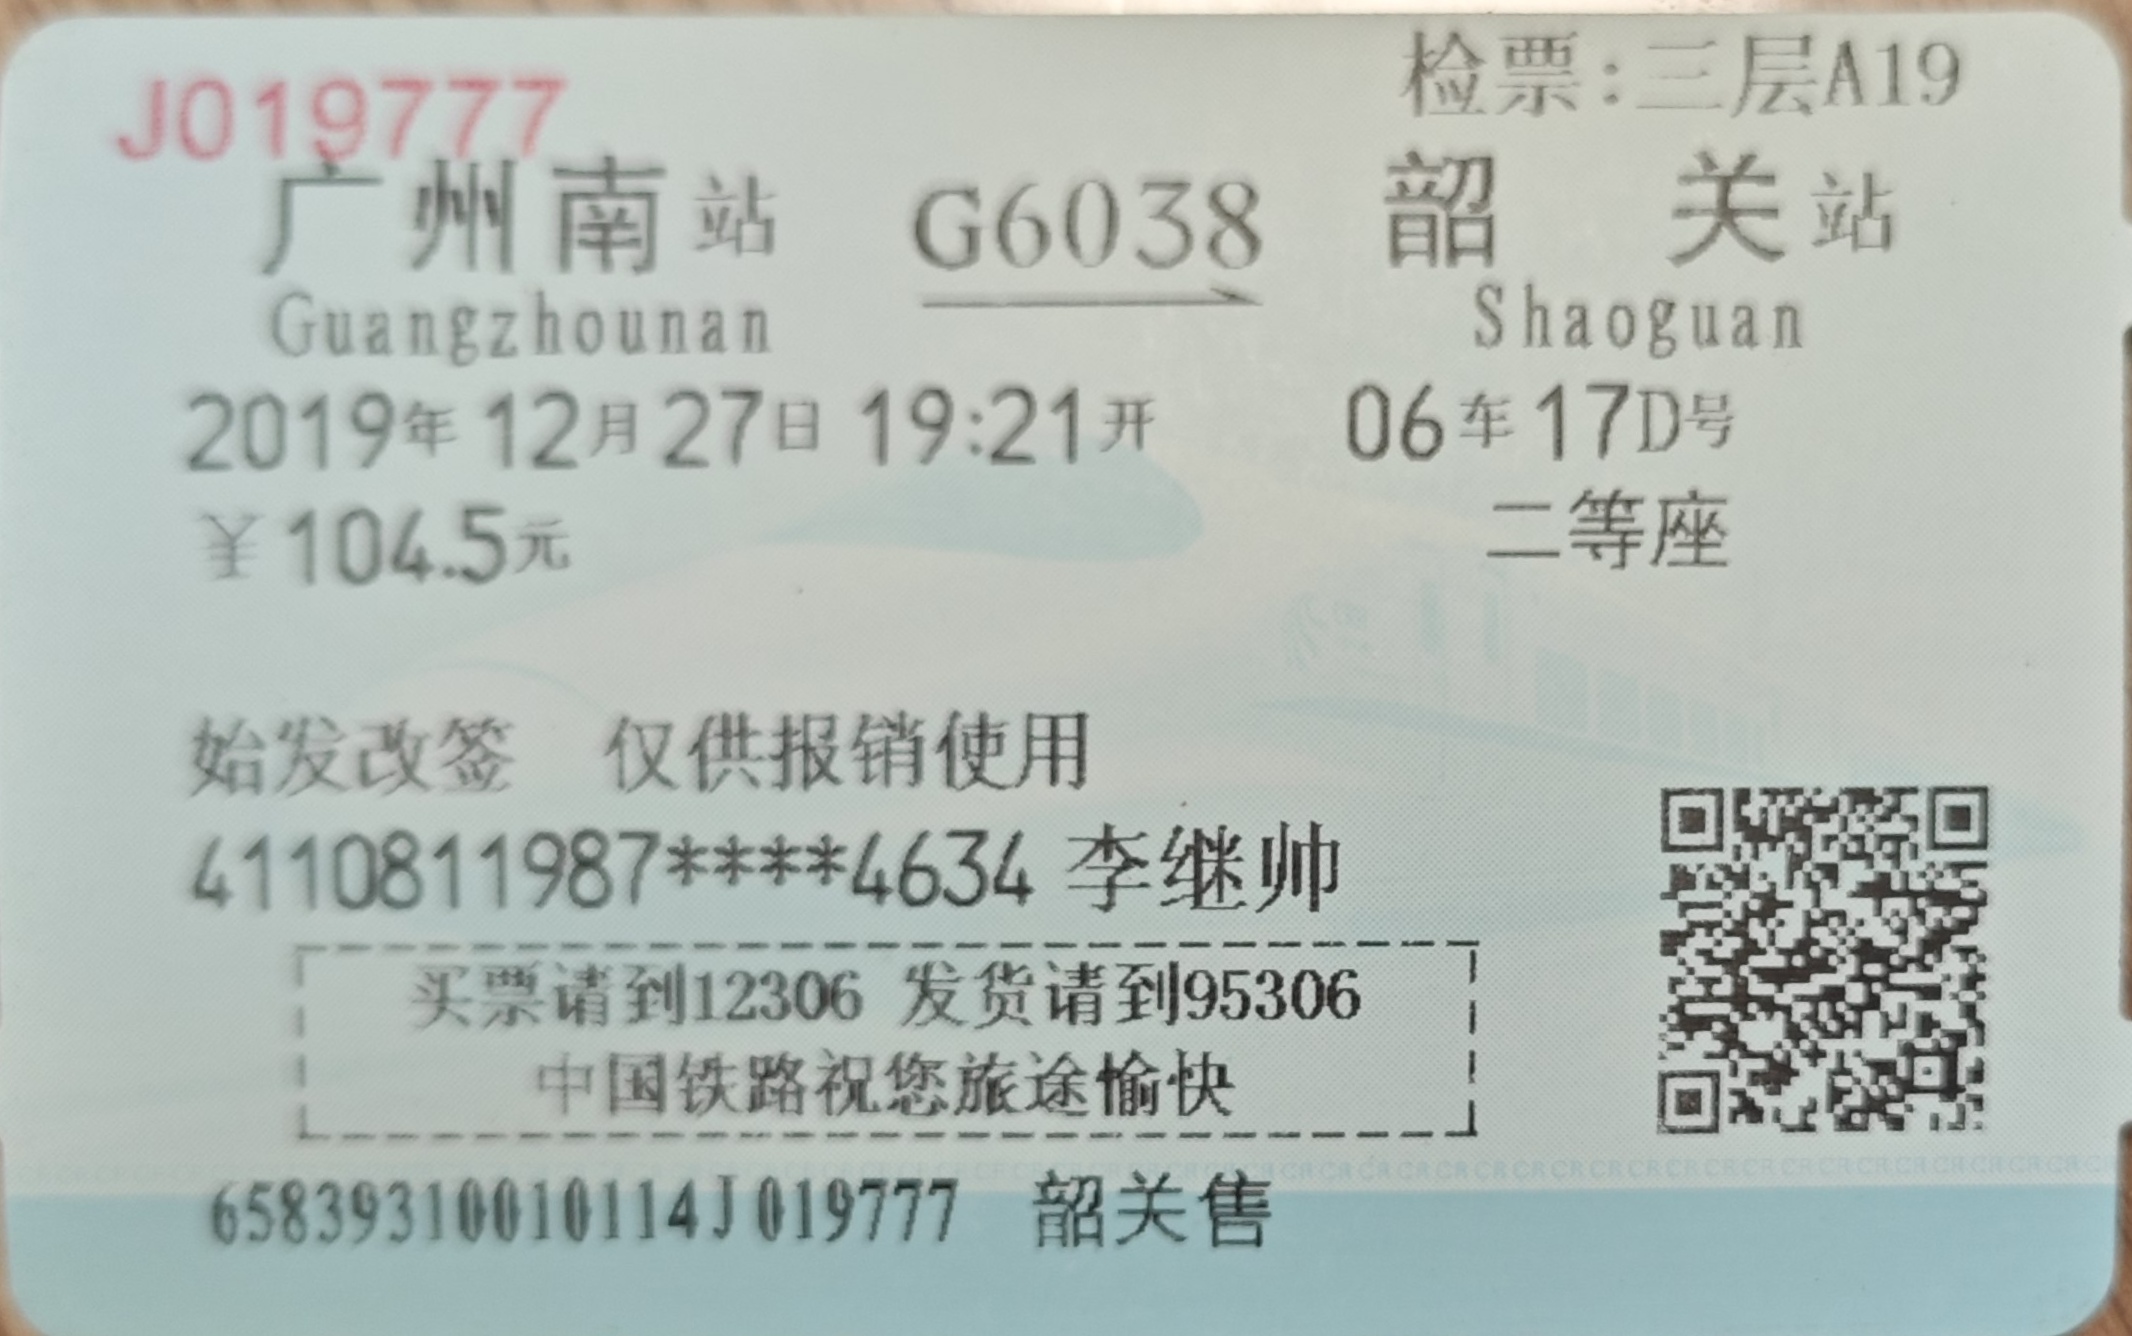 检票:三层A19
J019777
广州南站 G6038 韶关站
Guangzhounan Shaoguan
2019年12月27日 19:21开 06车17D号
￥104.5元 二等座
始发改签 仅供报销使用
4110811987****4634 李继帅
买票请到12306 发货请到95306
中国铁路祝您旅途愉快
65839310010114J019777 韶关售